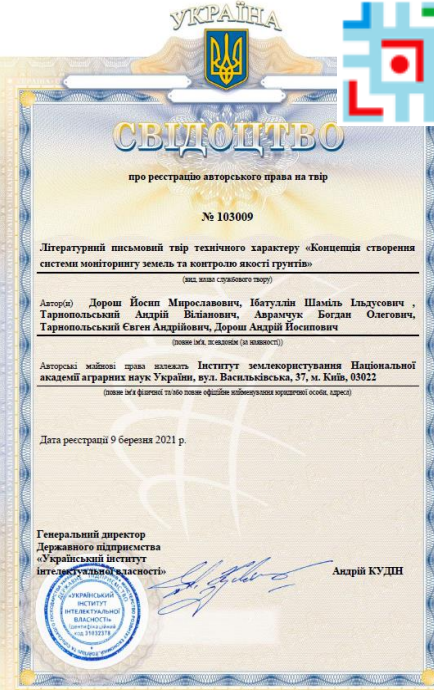 УКРАЇНА
СВІДОЦТВО
про реєстрацію авторського права на твір
№ 103009
Літературний письмовий твір технічного характеру «Концепція створення
системи моніторингу земель та контролю якості грунтів»
(вид, назва службового твору)
Автор(и) Дорош Йосип Мирославович, Ібатуллін Шаміль Ільдусович ,
Тарнопольський Андрій Віліанович, Аврамчук Богдан Олегович,
Тарнопольський Євген Андрійович, Дорош Андрій Йосипович
(повне ім'я, псевдонім (за наявності))
Авторські майнові права належать Інститут землекористування Національної
академії аграрних наук України, вул. Васильківська, 37, м. Київ, 03022
(повне ім'я фізичної та/або повне офіційне найменування юридичної особи, адреса)
Дата реєстрації 9 березня 2021 р.
Генеральний директор
Державного підприємства
«Український інститут
інтелектуальної власності»
Андрій КУДІН
«УКРАЇНСЬКИЙ
ІНСТИТУТ
ІНТЕЛЕКТУАЛЬНОЇ
ВЛАСНОСТІ»
Ідентифікаційний
код 31032378